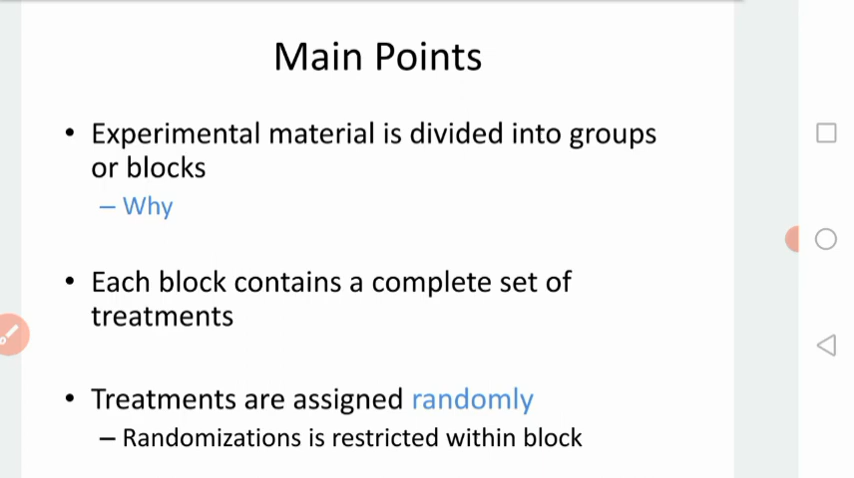 Main Points
• Experimental material is divided into groups
or blocks
– Why
• Each block contains a complete set of
treatments
• Treatments are assigned randomly
– Randomizations is restricted within block